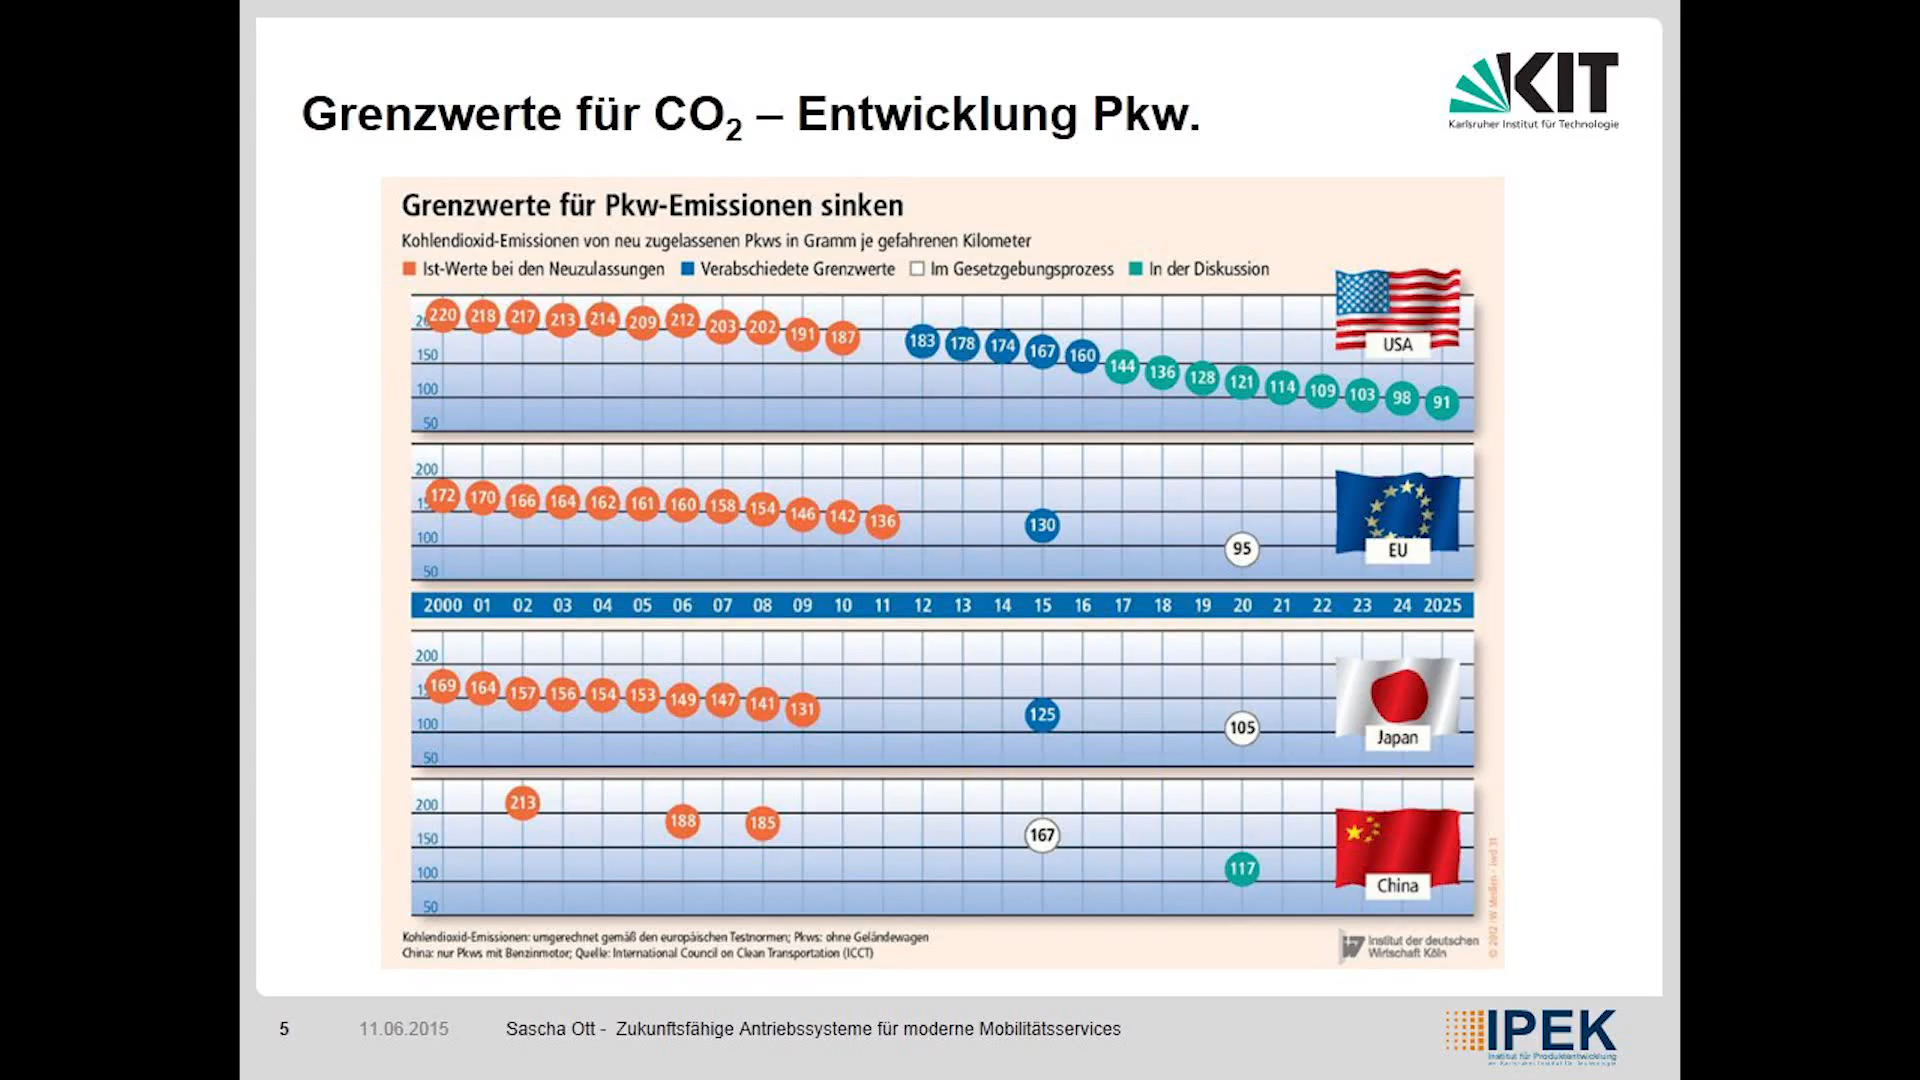 KIT
Karlsruher Institut für Technologie
Grenzwerte für CO2 – Entwicklung Pkw.
Grenzwerte für Pkw-Emissionen sinken
Kohlendioxid-Emissionen von neu zugelassenen Pkws in Gramm je gefahrenen Kilometer
Ist-Werte bei den Neuzulassungen Verabschiedete Grenzwerte Im Gesetzgebungsprozess In der Diskussion
220 218 217 213 214 209 212 203 202 191 187 183 178 174 167 160 144 136 128 121 114 109 103 98 91
USA
150
100
50
200
172 170 166 164 162 161 160 158 154 146 142 136 130 95
EU
100
50
2000 01 02 03 04 05 06 07 08 09 10 11 12 13 14 15 16 17 18 19 20 21 22 23 24 2025
200
169 164 157 156 154 153 149 147 141 131 125 105
Japan
100
50
200
213 188 185 167 117
150
100
China
50
Kohlendioxid-Emissionen: umgerechnet gemäß den europäischen Testnormen; Pkws: ohne Geländewagen
China: nur Pkws mit Benzinmotor; Quelle: International Council on Clean Transportation (ICCT)
Institut der deutschen
Wirtschaft Köln
© 2012 IW Medien · iwd 31
5 11.06.2015 Sascha Ott - Zukunftsfähige Antriebssysteme für moderne Mobilitätsservices
IPEK
Institut für Produktentwicklung